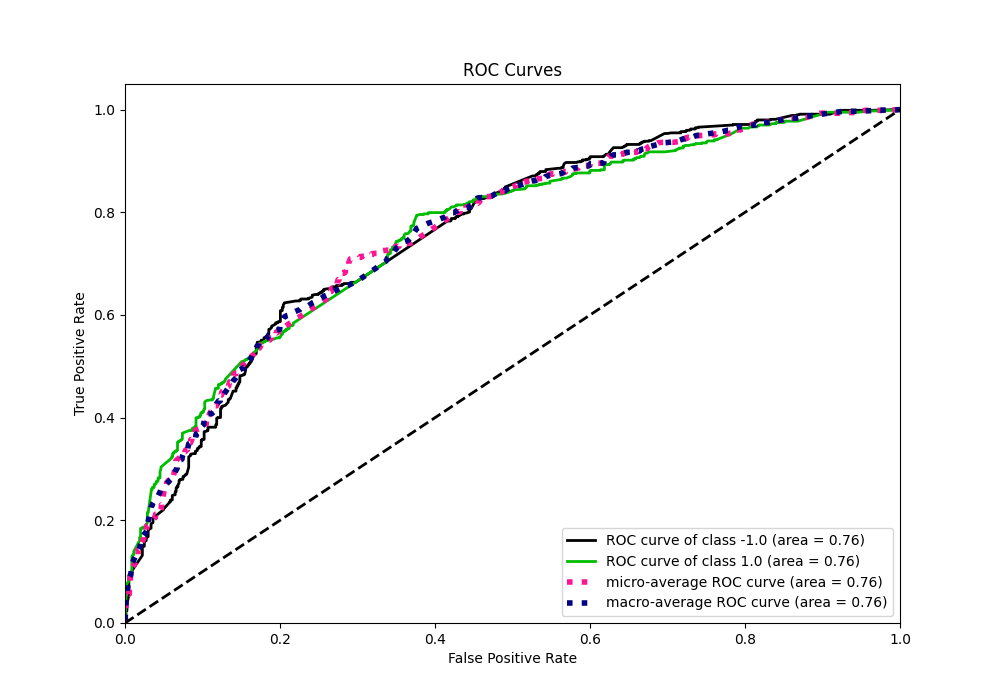 ROC Curves
True Positive Rate
1.0
0.8
0.6
0.4
0.2
0.0
0.0 0.2 0.4 0.6 0.8 1.0
False Positive Rate
ROC curve of class -1.0 (area = 0.76)
ROC curve of class 1.0 (area = 0.76)
micro-average ROC curve (area = 0.76)
macro-average ROC curve (area = 0.76)